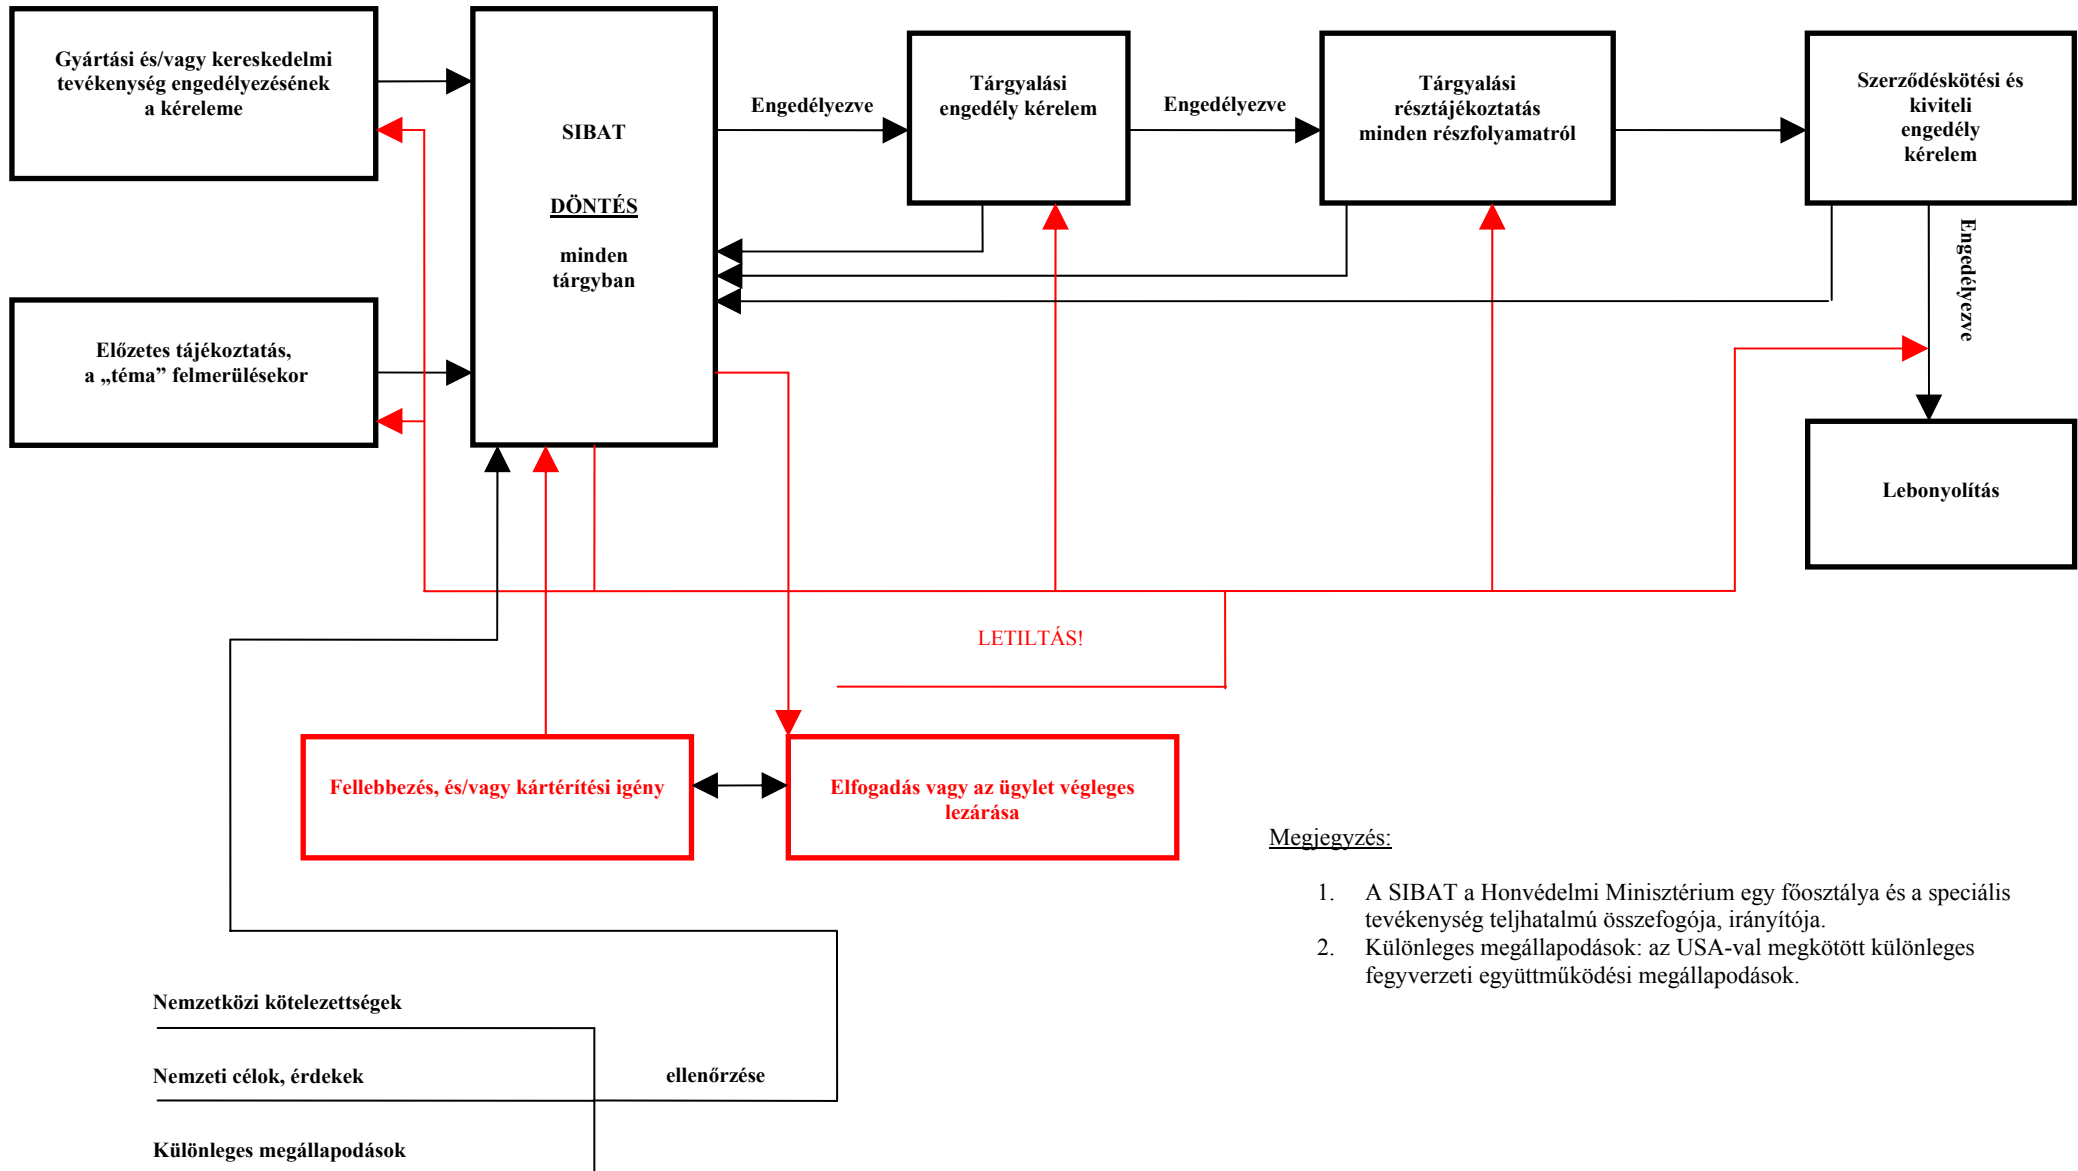 Gyártási és/vagy kereskedelmi
tevékenység engedélyezésének
a kéreleme
SIBAT
DÖNTÉS
minden
tárgyban
Engedélyezve
Tárgyalási
engedély kérelem
Engedélyezve
Tárgyalási
résztájékoztatás
minden részfolyamatról
Szerződéskötési és
kiviteli
engedély
kérelem
Engedélyezve
Előzetes tájékoztatás,
a „téma” felmerülésekor
Lebonyolítás
LETILTÁS!
Fellebbezés, és/vagy kártérítési igény
Elfogadás vagy az ügylet végleges
lezárása
Megjegyzés:
1. A SIBAT a Honvédelmi Minisztérium egy főosztálya és a speciális
tevékenység teljhatalmú összefogója, irányítója.
2. Különleges megállapodások: az USA-val megkötött különleges
fegyverzeti együttműködési megállapodások.
Nemzetközi kötelezettségek
Nemzeti célok, érdekek
ellenőrzése
Különleges megállapodások